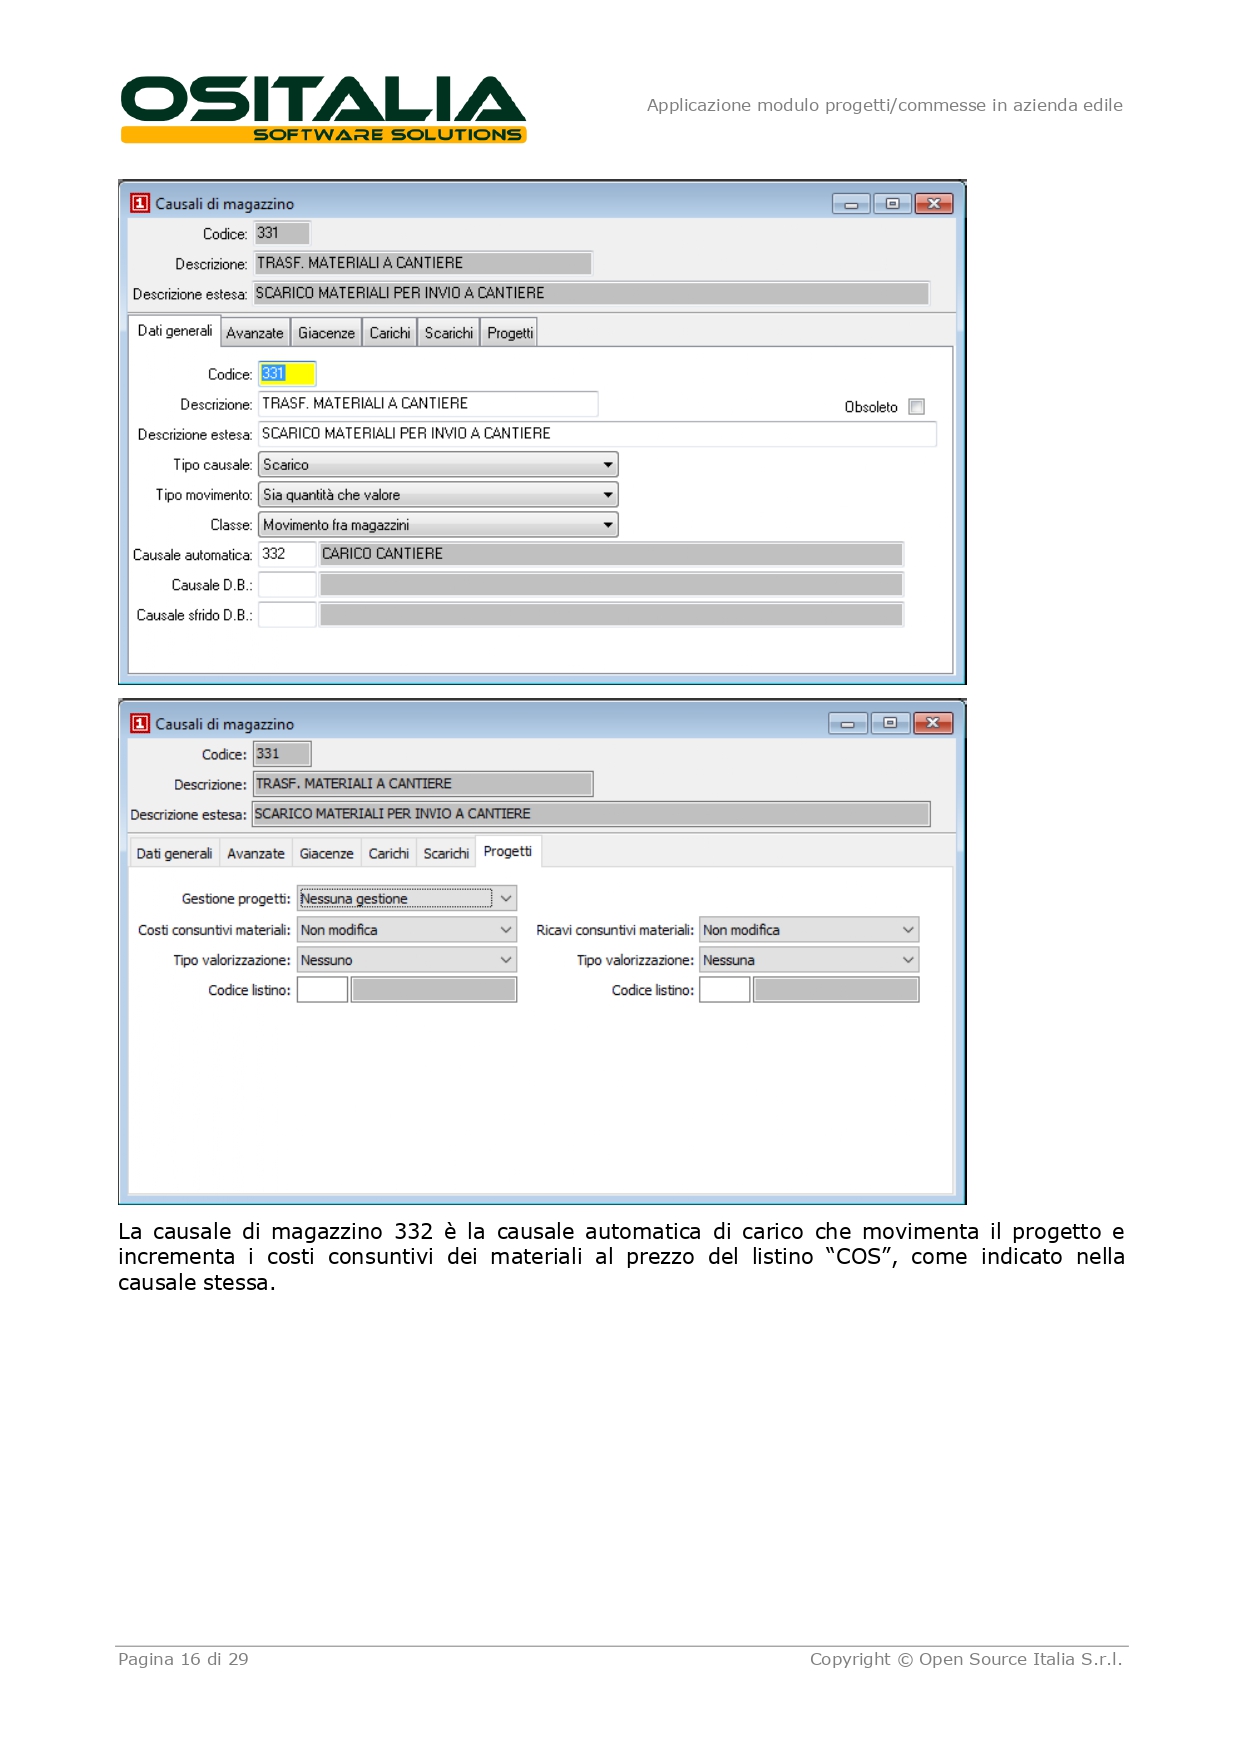 OSITALIA
SOFTWARE SOLUTIONS
Applicazione modulo progetti/commesse in azienda edile
1 Causali di magazzino
Codice: 331
Descrizione: TRASF. MATERIALI A CANTIERE
Descrizione estesa: SCARICO MATERIALI PER INVIO A CANTIERE
Dati generali Avanzate Giacenze Carichi Scarichi Progetti
Codice: 331
Descrizione: TRASF. MATERIALI A CANTIERE Obsoleto
Descrizione estesa: SCARICO MATERIALI PER INVIO A CANTIERE
Tipo causale: Scarico
Tipo movimento: Sia quantità che valore
Classe: Movimento fra magazzini
Causale automatica: 332 CARICO CANTIERE
Causale D.B.:
Causale sfrido D.B.:
1 Causali di magazzino
Codice: 331
Descrizione: TRASF. MATERIALI A CANTIERE
Descrizione estesa: SCARICO MATERIALI PER INVIO A CANTIERE
Dati generali Avanzate Giacenze Carichi Scarichi Progetti
Gestione progetti: Nessuna gestione
Costi consuntivi materiali: Non modifica Ricavi consuntivi materiali: Non modifica
Tipo valorizzazione: Nessuno Tipo valorizzazione: Nessuna
Codice listino: Codice listino:
La causale di magazzino 332 è la causale automatica di carico che movimenta il progetto e
incrementa i costi consuntivi dei materiali al prezzo del listino “COS”, come indicato nella
causale stessa.
Pagina 16 di 29 Copyright © Open Source Italia S.r.l.